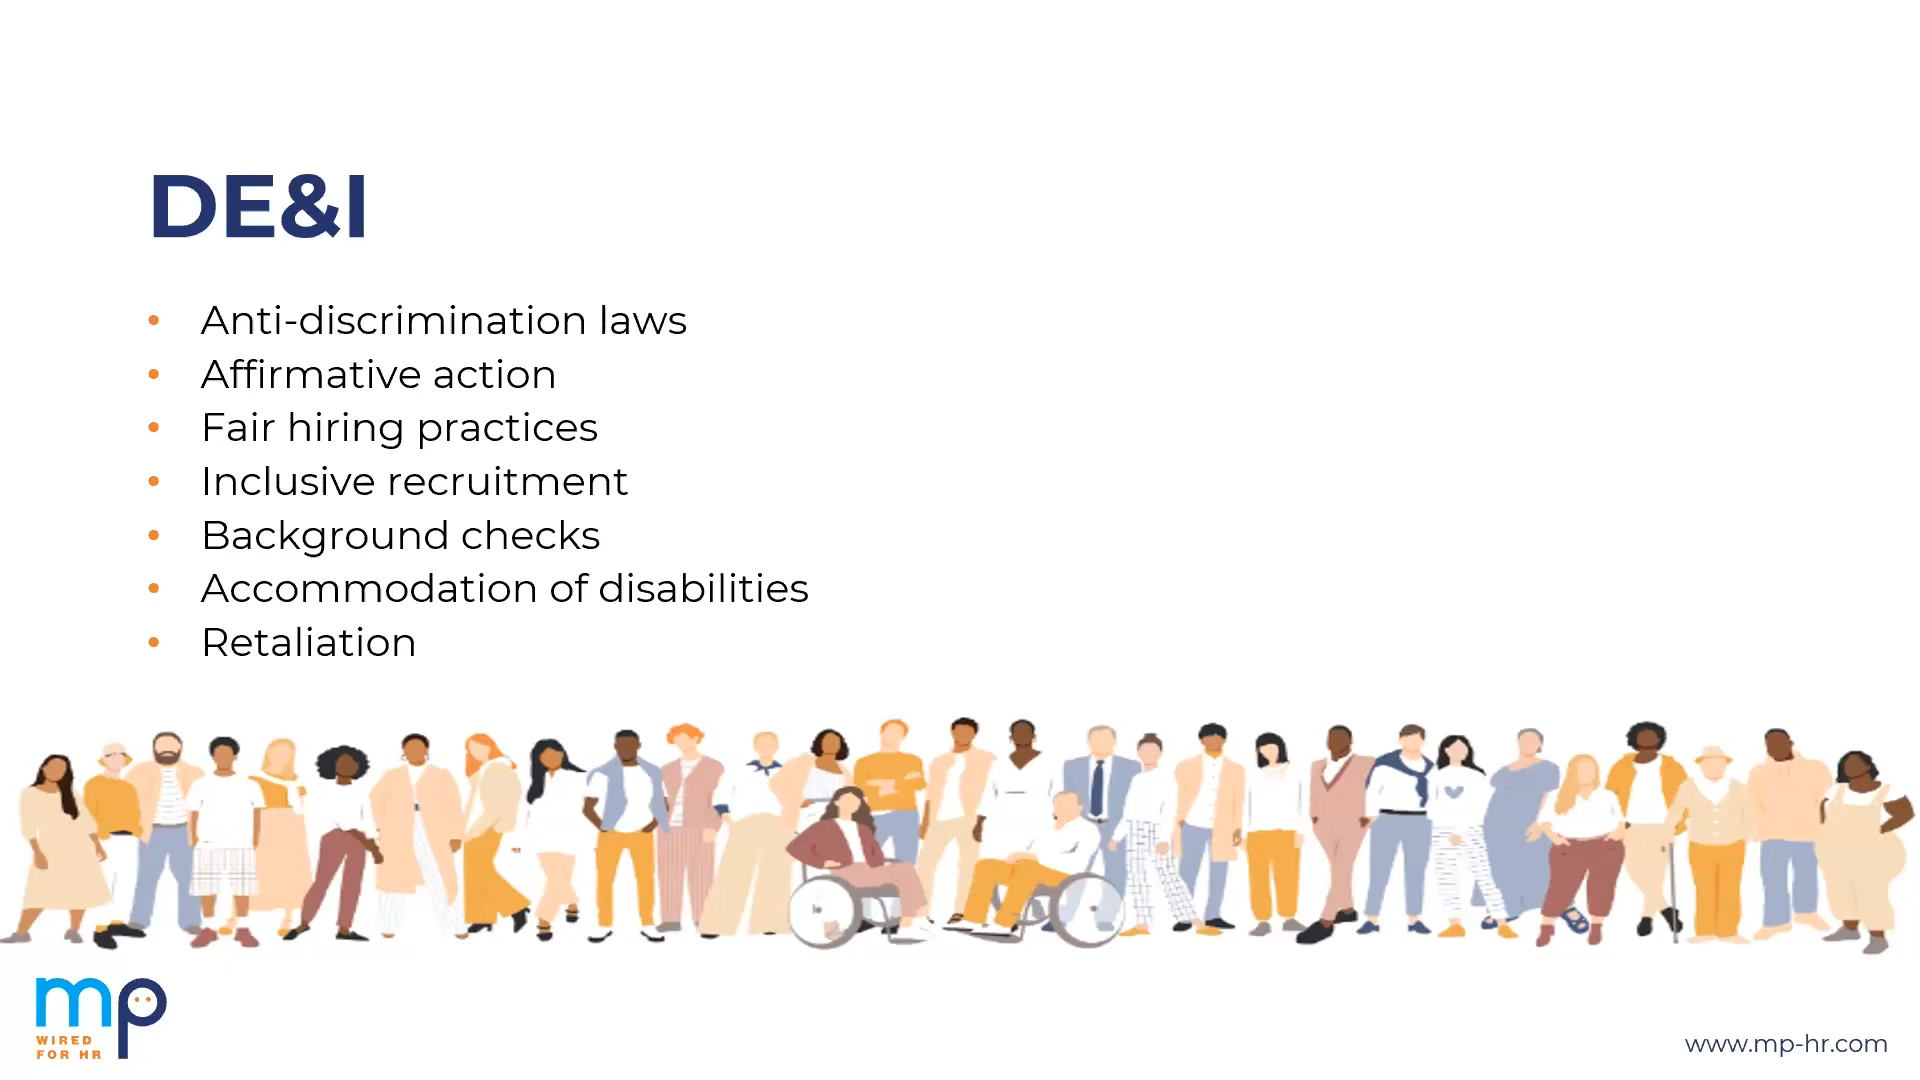 DE&I
• Anti-discrimination laws
• Affirmative action
• Fair hiring practices
• Inclusive recruitment
• Background checks
• Accommodation of disabilities
• Retaliation
mp
WIRED
FOR HR
www.mp-hr.com